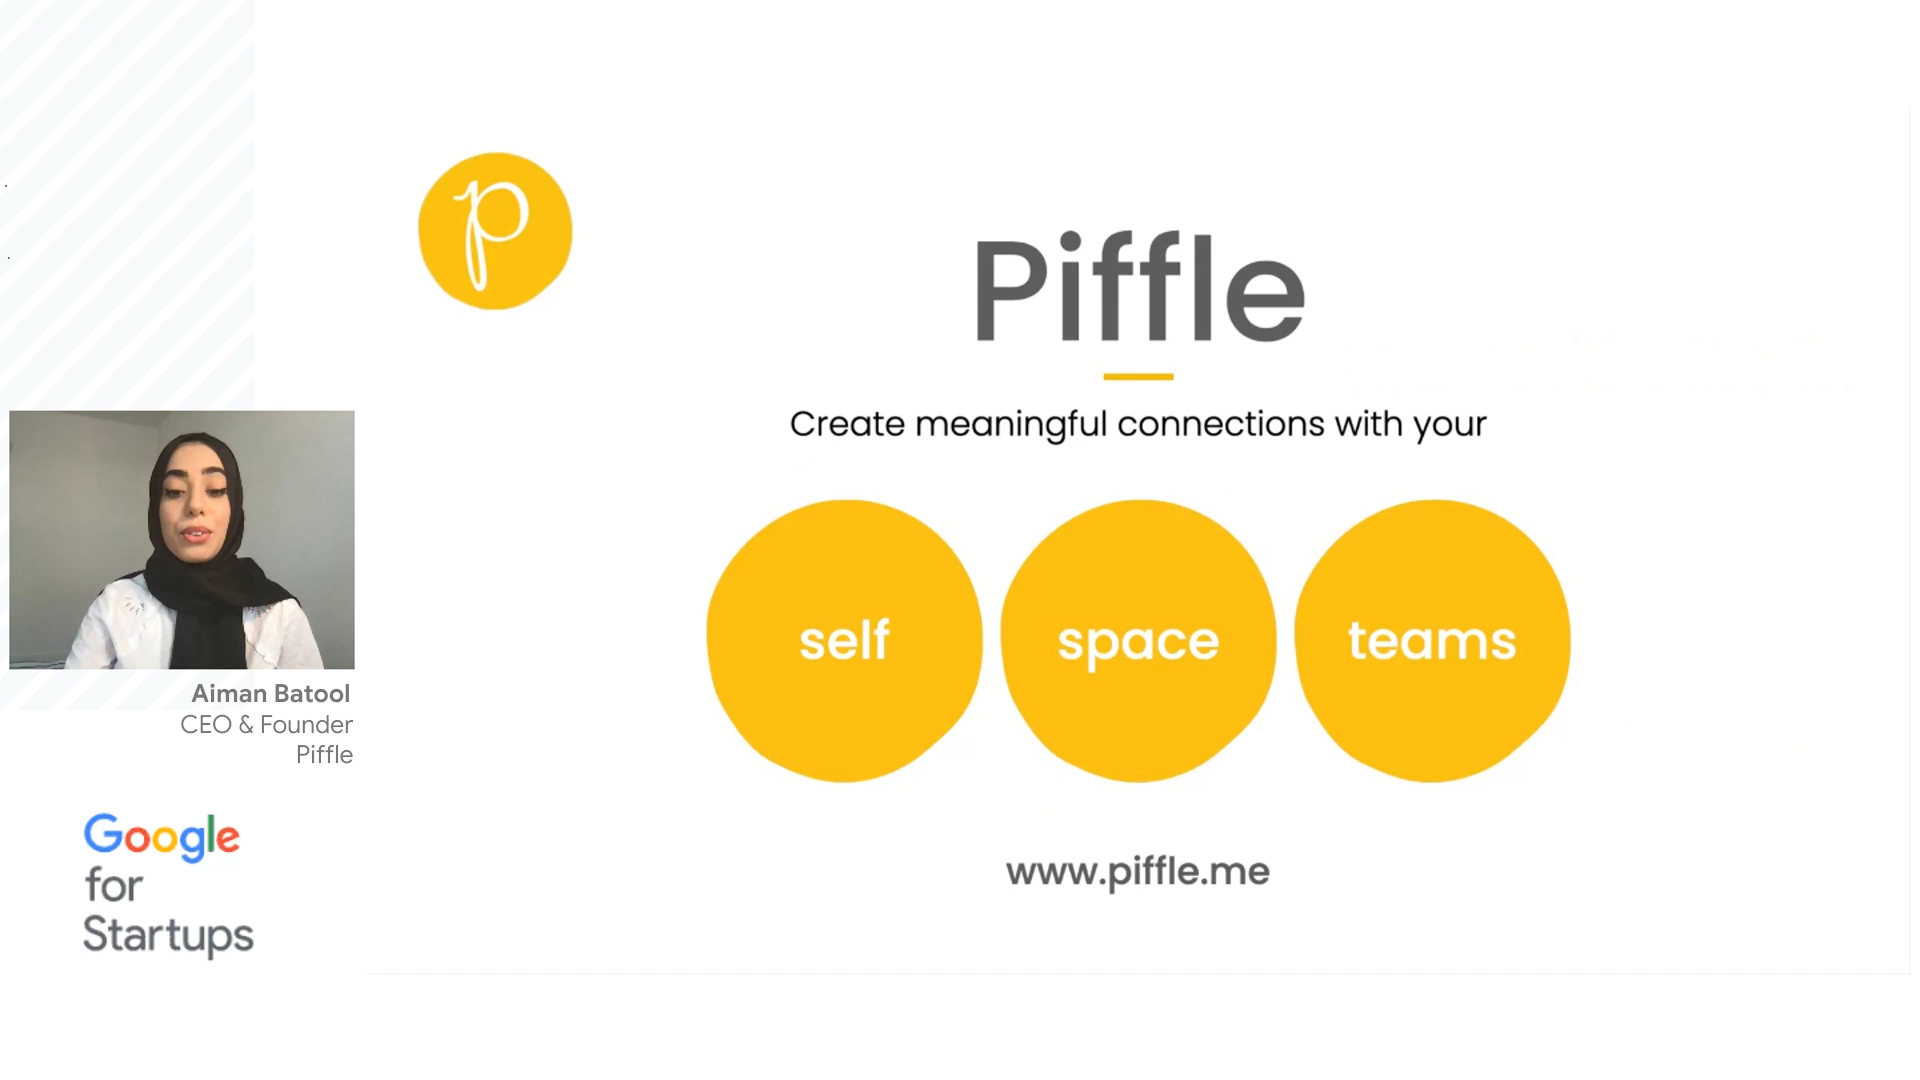 p
Piffle
Create meaningful connections with your
self
space
teams
www.piffle.me
Aiman Batool
CEO & Founder
Piffle
Google
for
Startups